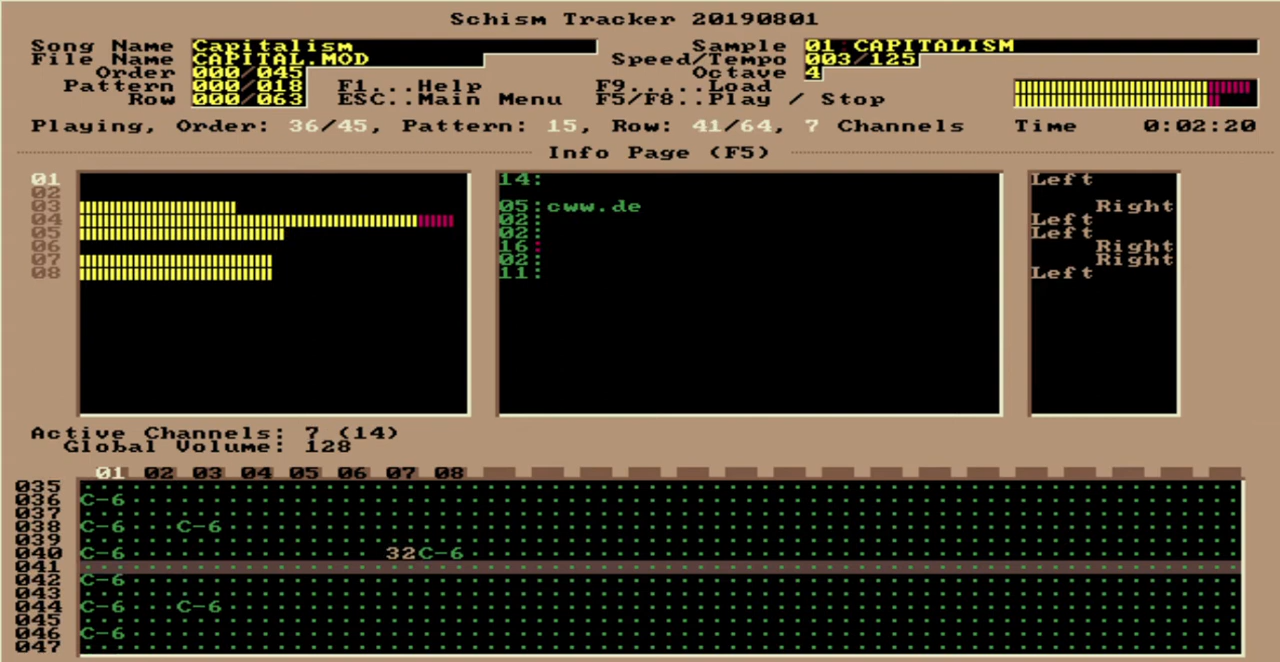 Schism Tracker 20190801
Song Name Capitalism Sample 01 CAPITALISM
File Name CAPITAL.MOD Speed/Tempo 003/125
Order 000/045 Octave 4
Pattern 000/018 F1...Help F9.....Load
Row 000/063 ESC..Main Menu F5/F8..Play / Stop
Playing, Order: 36/45, Pattern: 15, Row: 41/64, 7 Channels Time 0:02:20
Info Page (F5)
01 14: Left
02
03 05:cww.de Right
04 02: Left
05 02: Left
06 16: Right
07 02: Right
08 11: Left
Active Channels: 7 (14)
Global Volume: 128
01 02 03 04 05 06 07 08
035
036 C-6
037
038 C-6 C-6
039
040 C-6 32 C-6
041
042 C-6
043
044 C-6 C-6
045
046 C-6
047